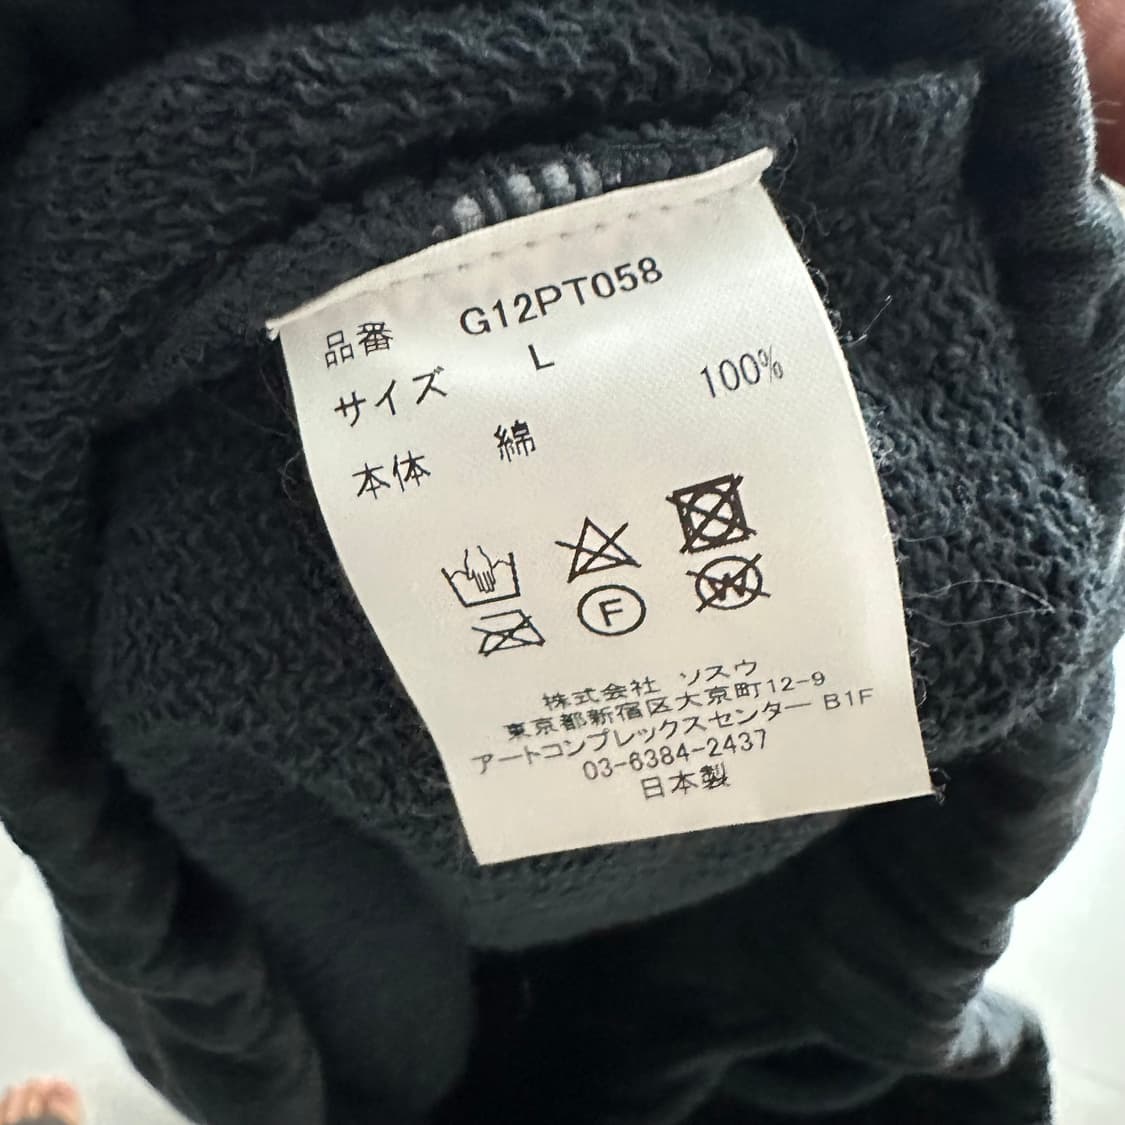 品番 G12PT058
サイズ L
本体 綿 100%
F W
株式会社 ソスウ
東京都新宿区大京町12-9
アートコンプレックスセンター B1F
03-6384-2437
日本製